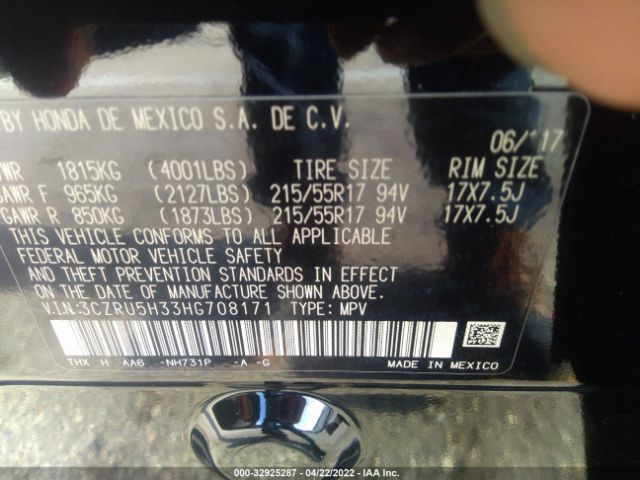 BY HONDA DE MEXICO S.A. DE C.V.
06/'17
1815KG (4001LBS) TIRE SIZE RIM SIZE
GAWR F 965KG (2127LBS) 215/55R17 94V 17X7.5J
GAWR R 850KG (1873LBS) 215/55R17 94V 17X7.5J
THIS VEHICLE CONFORMS TO ALL APPLICABLE
FEDERAL MOTOR VEHICLE SAFETY
AND THEFT PREVENTION STANDARDS IN EFFECT
ON THE DATE OF MANUFACTURE SHOWN ABOVE.
V.I.N:3CZRU5H33HG708171 TYPE: MPV
THX H AA6 -NH731P -A -G
MADE IN MEXICO
000-32925287 - 04/22/2022 - IAA Inc.